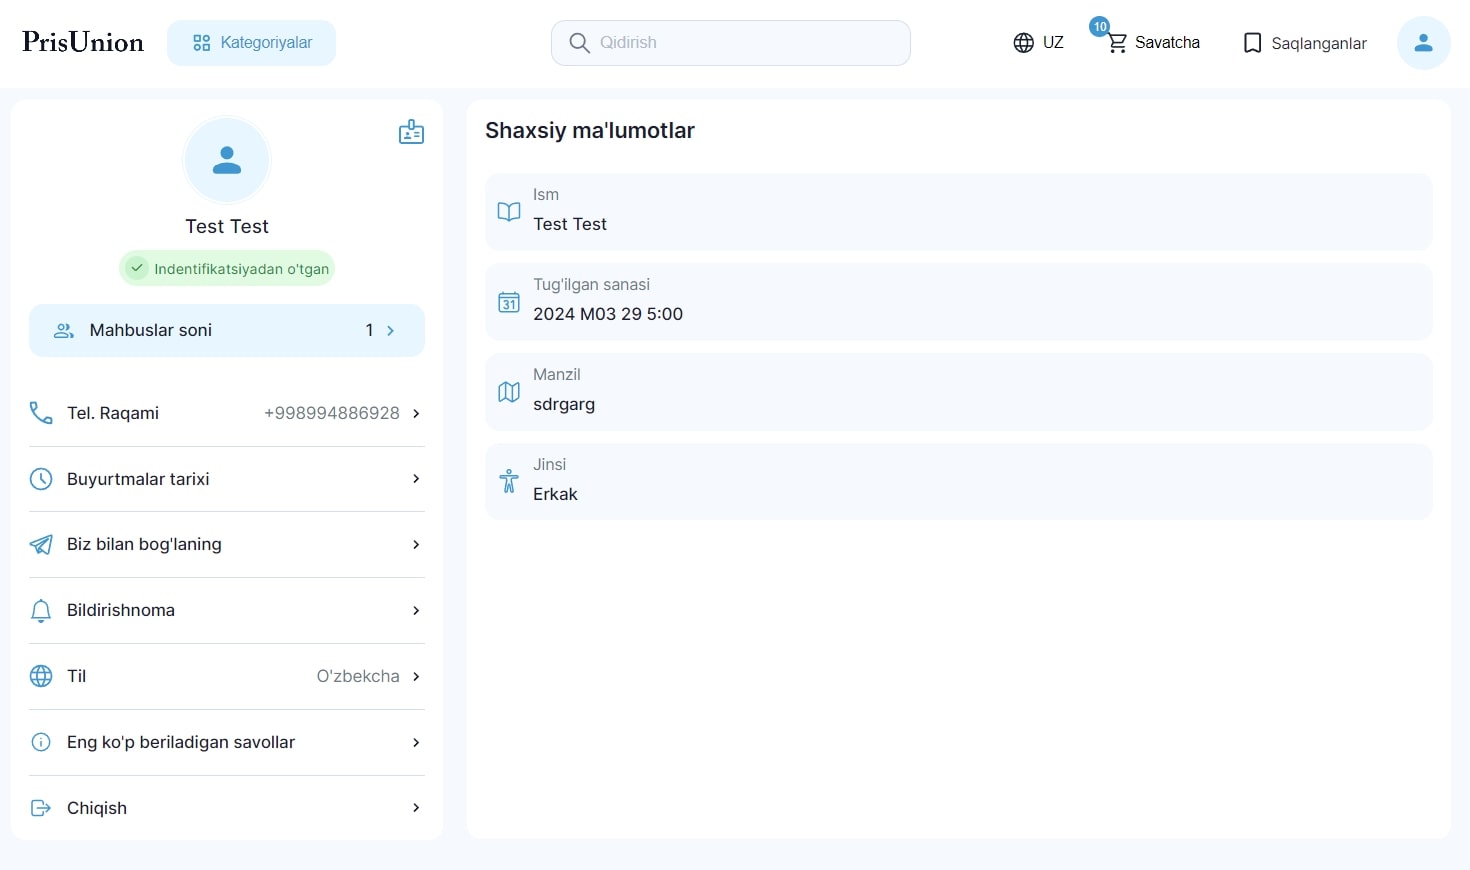 PrisUnion
Kategoriyalar
Qidirish
UZ
10
Savatcha
Saqlanganlar
Test Test
Indentifikatsiyadan o'tgan
Mahbuslar soni 1
Tel. Raqami +998994886928
Buyurtmalar tarixi
Biz bilan bog'laning
Bildirishnoma
Til O'zbekcha
Eng ko'p beriladigan savollar
Chiqish
Shaxsiy ma'lumotlar
Ism
Test Test
Tug'ilgan sanasi
31
2024 M03 29 5:00
Manzil
sdrgarg
Jinsi
Erkak